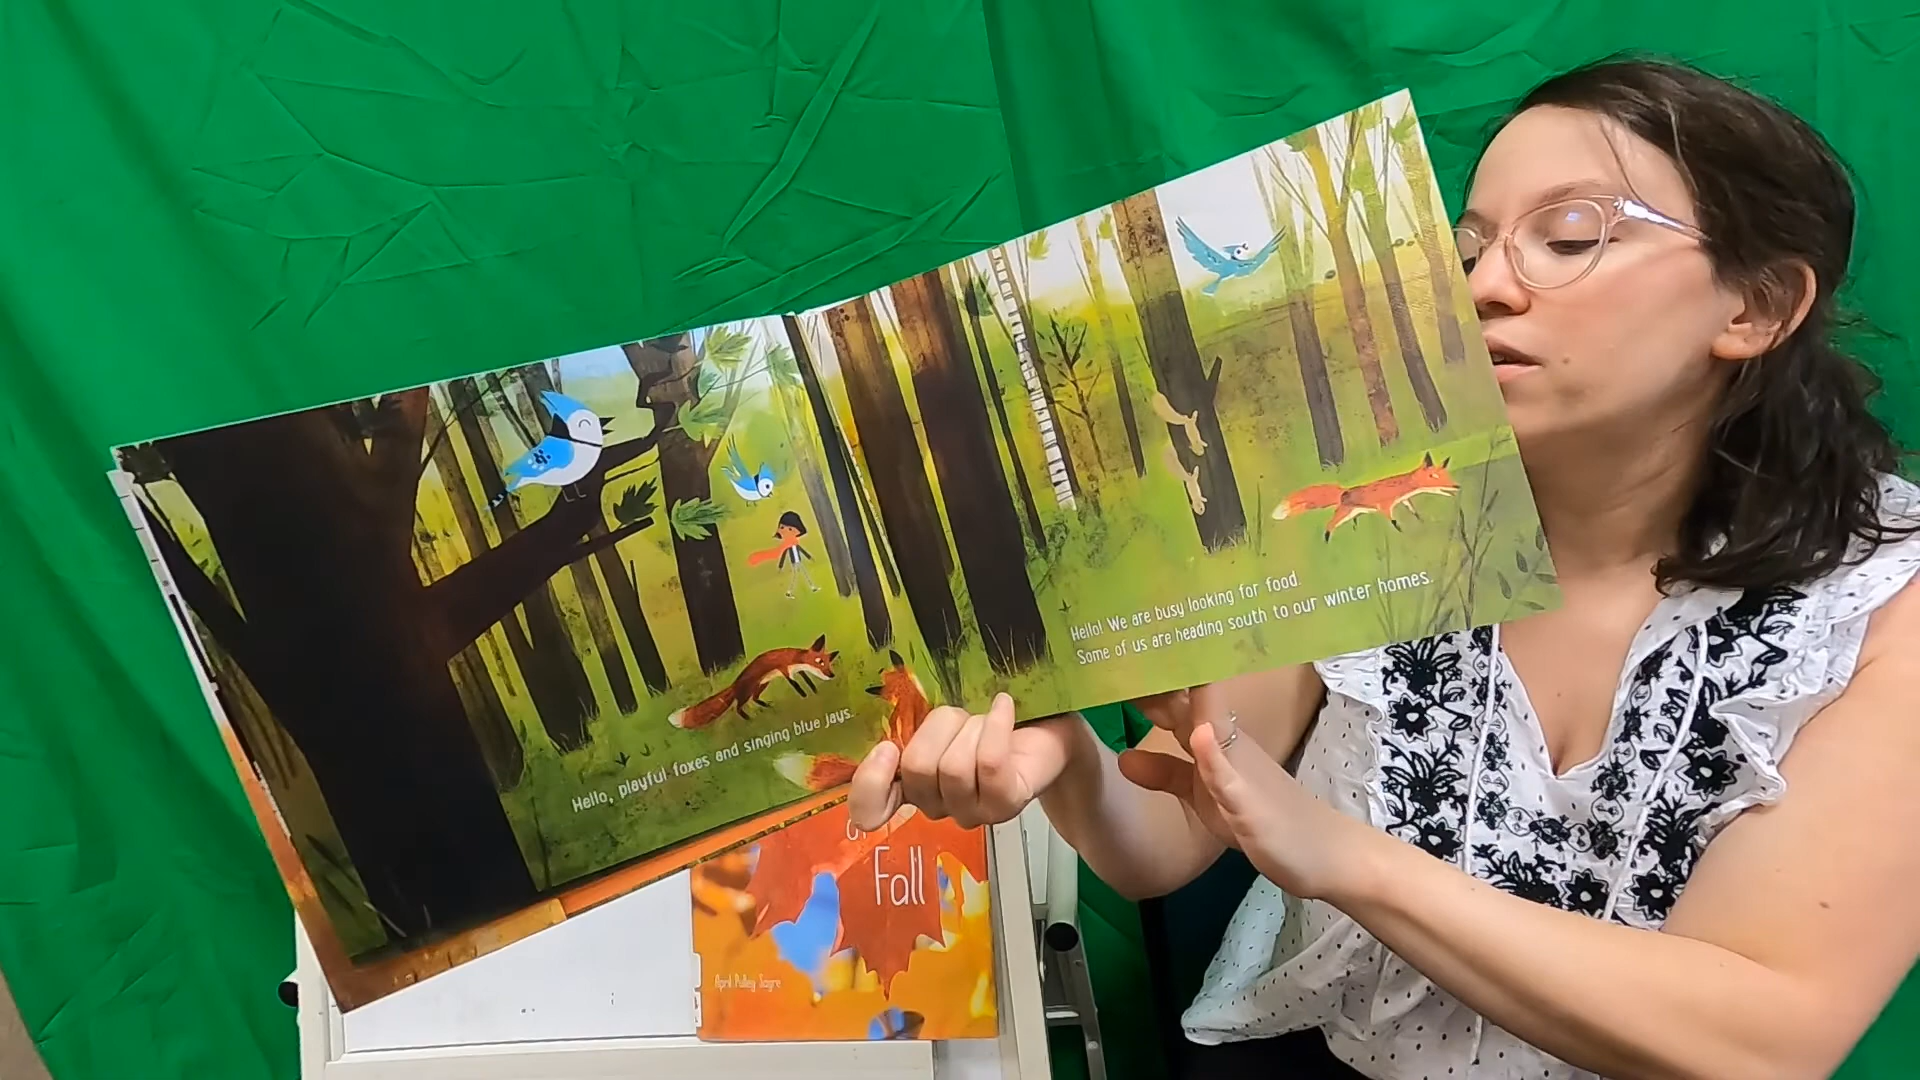 Hello, playful foxes and singing blue jays.
Hello! We are busy looking for food.
Some of us are heading south to our winter homes.
of
Fall
April Pulley Sayre